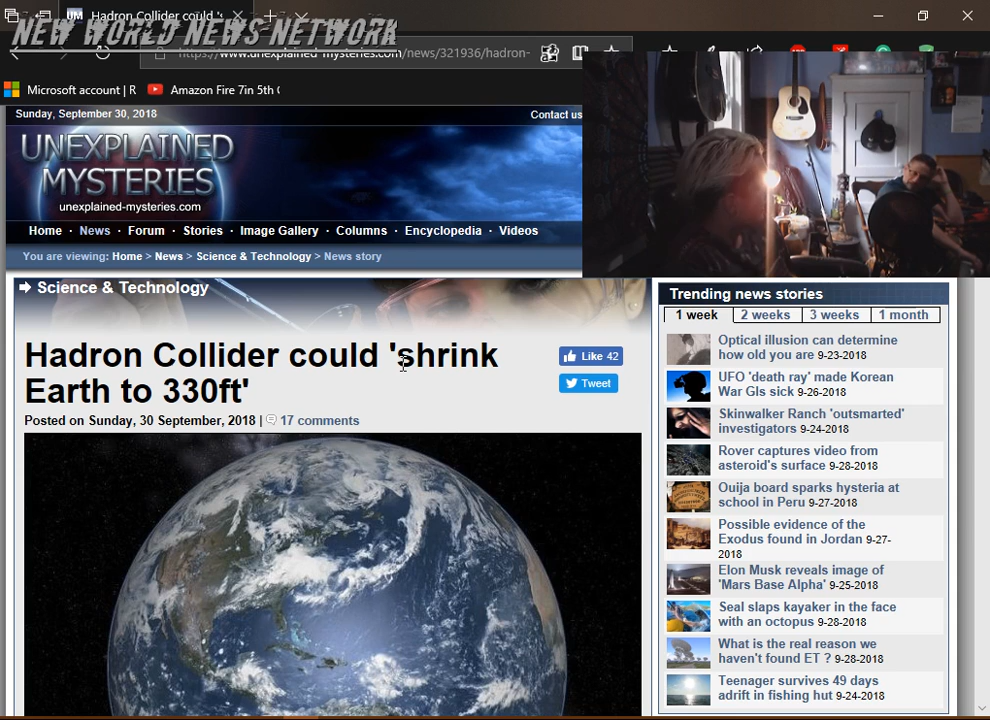 Hadron Collider could 's
NEW WORLD NEWS NETWORK
https://www.unexplained-mysteries.com/news/321936/hadron-
Microsoft account | R
Amazon Fire 7in 5th
Sunday, September 30, 2018
Contact us
UNEXPLAINED
MYSTERIES
unexplained-mysteries.com
Home · News · Forum · Stories · Image Gallery · Columns · Encyclopedia · Videos
You are viewing: Home > News > Science & Technology > News story
Science & Technology
Hadron Collider could 'shrink
Earth to 330ft'
Like 42
Tweet
Posted on Sunday, 30 September, 2018 | 17 comments
Trending news stories
1 week 2 weeks 3 weeks 1 month
Optical illusion can determine
how old you are 9-23-2018
UFO 'death ray' made Korean
War GIs sick 9-26-2018
Skinwalker Ranch 'outsmarted'
investigators 9-24-2018
Rover captures video from
asteroid's surface 9-28-2018
Ouija board sparks hysteria at
school in Peru 9-27-2018
Possible evidence of the
Exodus found in Jordan 9-27-
2018
Elon Musk reveals image of
'Mars Base Alpha' 9-25-2018
Seal slaps kayaker in the face
with an octopus 9-28-2018
What is the real reason we
haven't found ET ? 9-28-2018
Teenager survives 49 days
adrift in fishing hut 9-24-2018